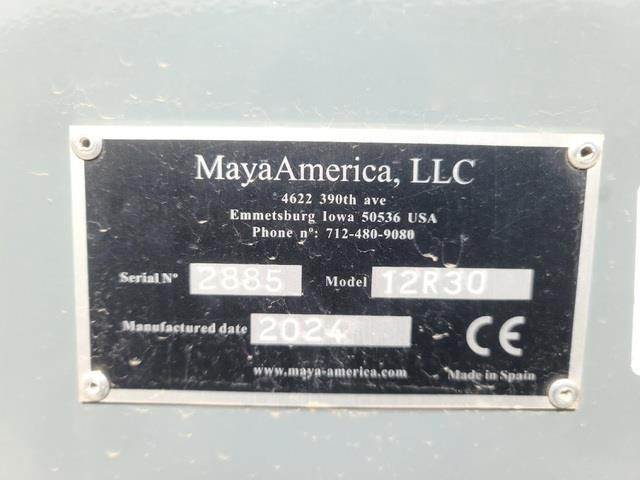 MayaAmerica, LLC
4622 390th ave
Emmetsburg Iowa 50536 USA
Phone nº: 712-480-9080
Serial Nº 2885 Model 12R30
Manufactured date 2024 CE
www.maya-america.com Made in Spain